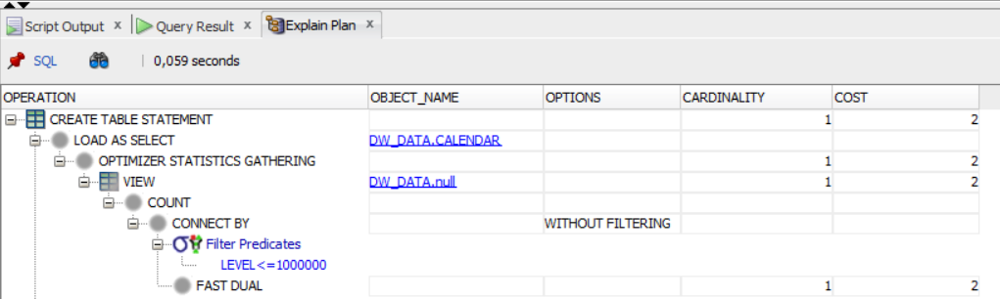 Script Output x Query Result x Explain Plan x
SQL 0,059 seconds
OPERATION OBJECT_NAME OPTIONS CARDINALITY COST
CREATE TABLE STATEMENT 1 2
LOAD AS SELECT DW_DATA.CALENDAR
OPTIMIZER STATISTICS GATHERING 1 2
VIEW DW_DATA.null 1 2
COUNT
CONNECT BY WITHOUT FILTERING
Filter Predicates
LEVEL<=1000000
FAST DUAL 1 2